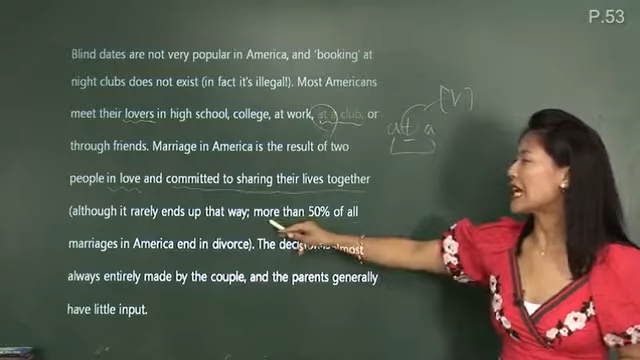 P.53
Blind dates are not very popular in America, and 'booking' at
night clubs does not exist (in fact it's illegal!). Most Americans
meet their lovers in high school, college, at work, at a club, or
through friends. Marriage in America is the result of two
people in love and committed to sharing their lives together
(although it rarely ends up that way; more than 50% of all
marriages in America end in divorce). The almost
always entirely made by the couple, and the parents generally
have little input.
at a